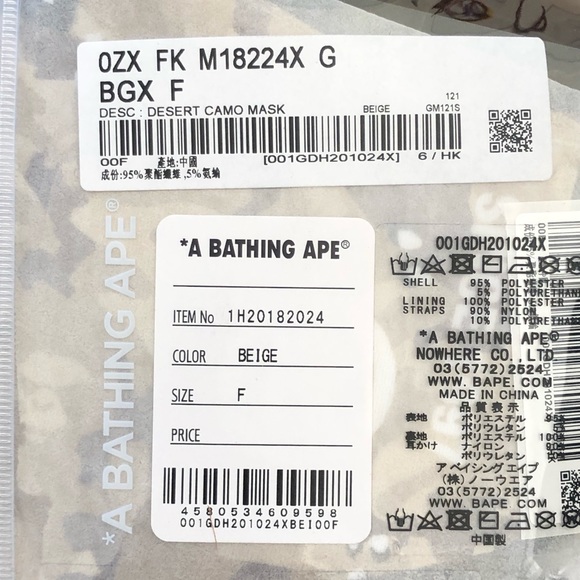 0ZX FK M18224X G
BGX F
121
DESC : DESERT CAMO MASK BEIGE GM121S
00F 產地:中國 [001GDH201024X] 6 / HK
成份:95%聚酯纖維 ,5%氨綸
*A BATHING APE®
*A BATHING APE®
ITEM No 1H20182024
COLOR BEIGE
SIZE F
PRICE
4580534609598
001GDH201024XBEI00F
001GDH201024X
SHELL 95% POLYESTER
5% POLYURETHAN
LINING 100% POLYESTER
STRAPS 90% NYLON
10% POLYURETHAN
*A BATHING APE®
NOWHERE CO., LTD
03(5772)2524
WWW. BAPE. COM
MADE IN CHINA
品質表示
表地 ポリエステル
ポリウレタン
裏地 ポリエステル 100
耳かけ ナイロン
ポリウレタン
ア ベイシング エイプ
(株) ノーウエア
03(5772)2524
WWW. BAPE. COM
中国製